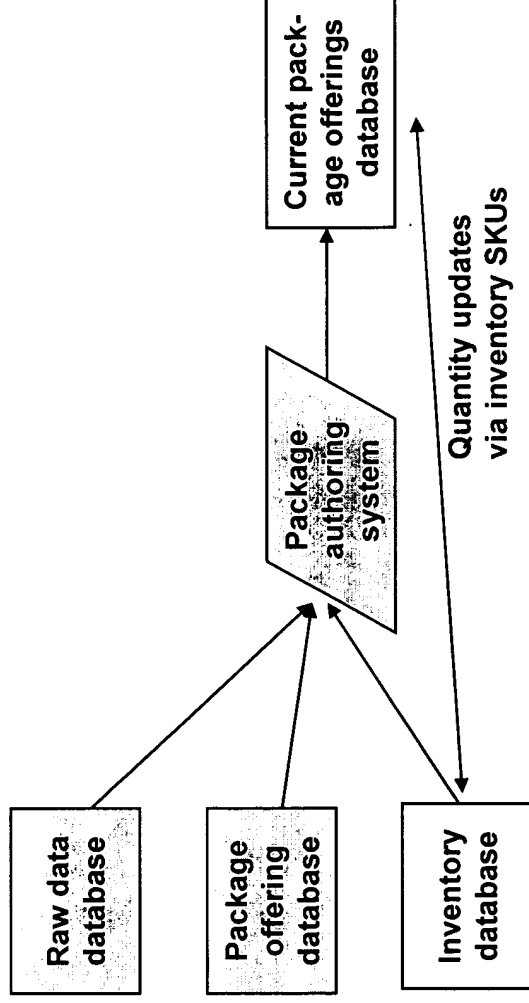 Raw data
database
Package
offering
database
Inventory
database
Package
authoring
system
Current pack-
age offerings
database
Quantity updates
via inventory SKUs